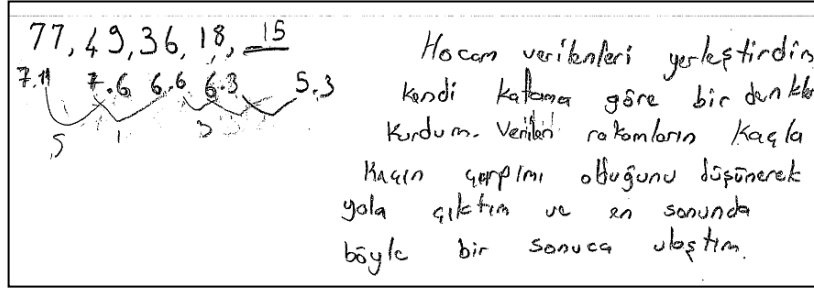 77, 49, 36, 18, 15
7.11 7.6 6.6 6.3 5.3
5 1 3
Hocam verilenleri yerleştirdim
kendi kafama göre bir denklem
kurdum. Verilen rakamların kaçla
kaçın çarpımı olduğunu düşünerek
yola çıktım ve en sonunda
böyle bir sonuca ulaştım.